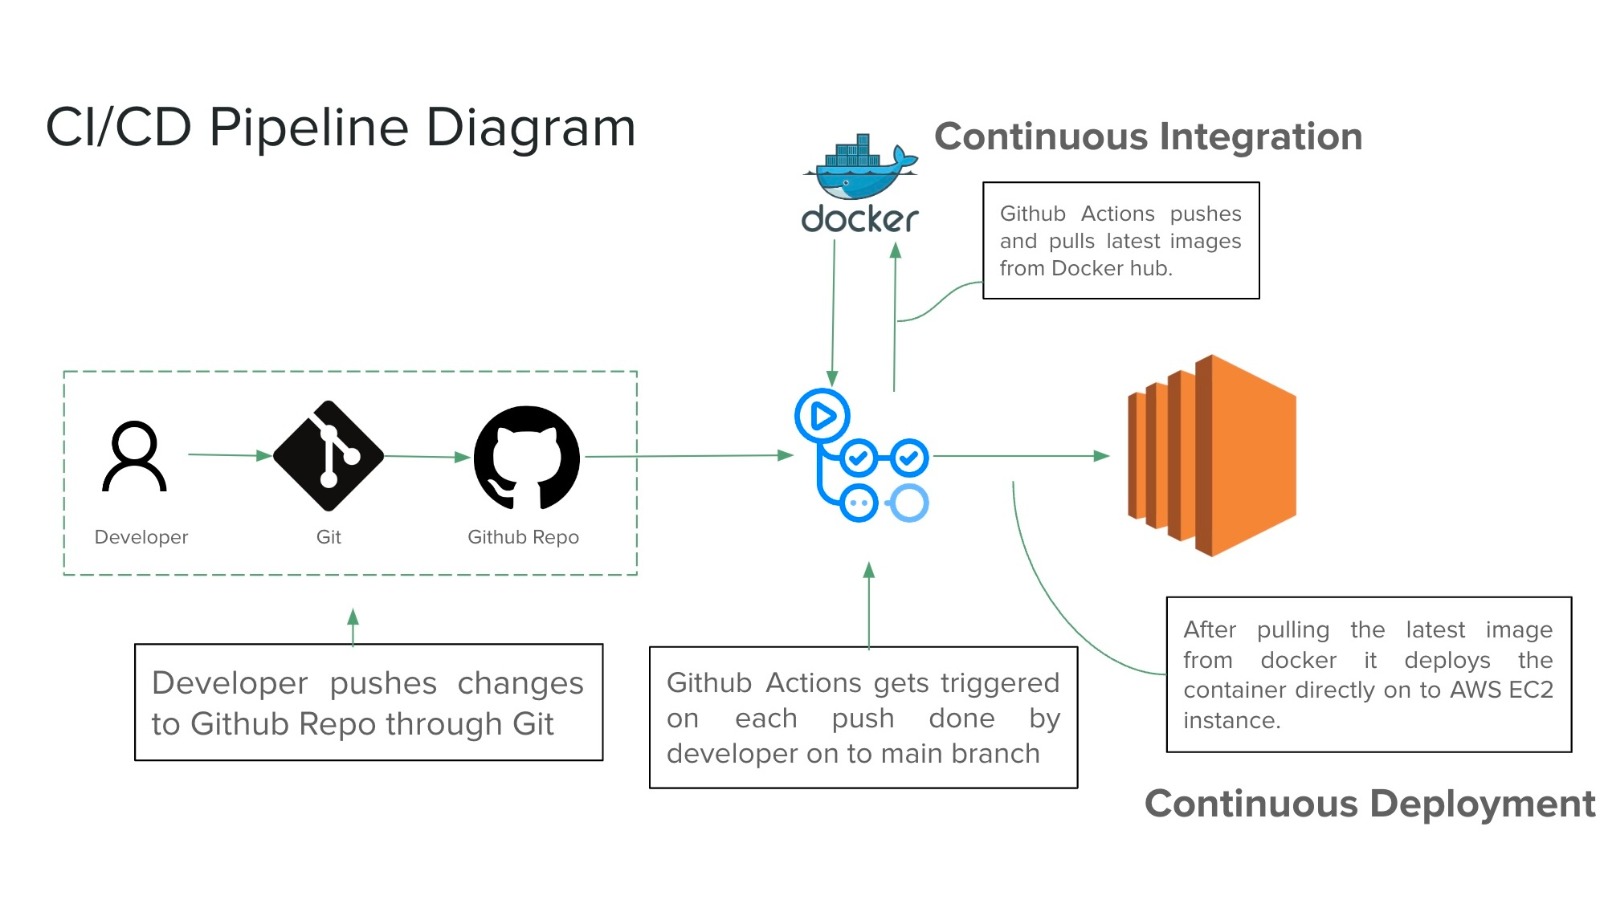 CI/CD Pipeline Diagram
docker
Continuous Integration
Github Actions pushes
and pulls latest images
from Docker hub.
Developer
Git
Github Repo
Developer pushes changes
to Github Repo through Git
Github Actions gets triggered
on each push done by
developer on to main branch
After pulling the latest image
from docker it deploys the
container directly on to AWS EC2
instance.
Continuous Deployment